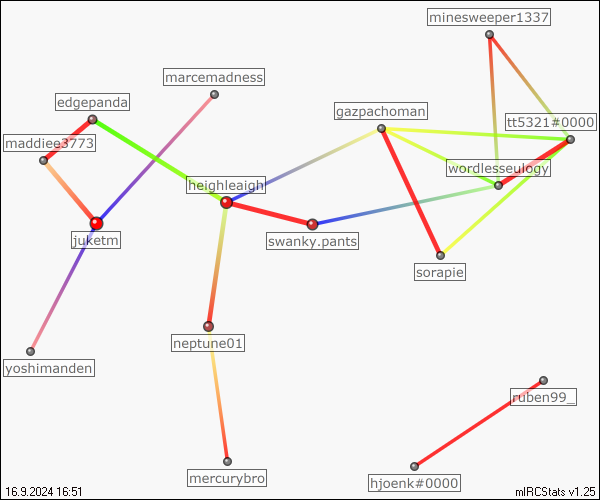 minesweeper1337
marcemadness
edgepanda
gazpachoman
tt5321#0000
maddiee3773
wordlesseulogy
heighleaigh
juketm
swanky.pants
sorapie
neptune01
yoshimanden
ruben99_
mercurybro
hjoenk#0000
16.9.2024 16:51
mIRCStats v1.25